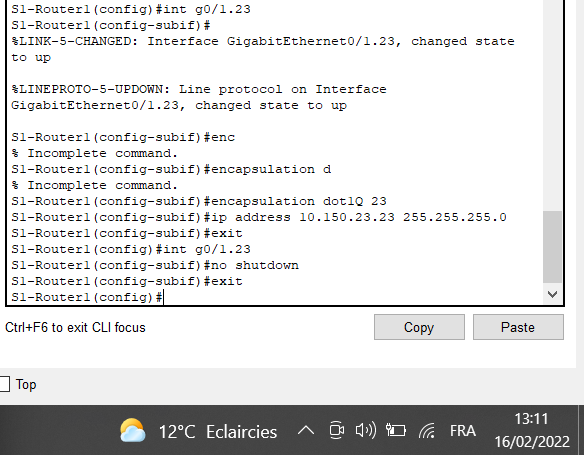 S1-Router1(config)#int g0/1.23
S1-Router1(config-subif)#
%LINK-5-CHANGED: Interface GigabitEthernet0/1.23, changed state
to up
%LINEPROTO-5-UPDOWN: Line protocol on Interface
GigabitEthernet0/1.23, changed state to up
S1-Router1(config-subif)#enc
% Incomplete command.
S1-Router1(config-subif)#encapsulation d
% Incomplete command.
S1-Router1(config-subif)#encapsulation dot1Q 23
S1-Router1(config-subif)#ip address 10.150.23.23 255.255.255.0
S1-Router1(config-subif)#exit
S1-Router1(config)#int g0/1.23
S1-Router1(config-subif)#no shutdown
S1-Router1(config-subif)#exit
S1-Router1(config)#
Ctrl+F6 to exit CLI focus
Copy
Paste
Top
12°C Eclaircies
FRA
13:11
16/02/2022